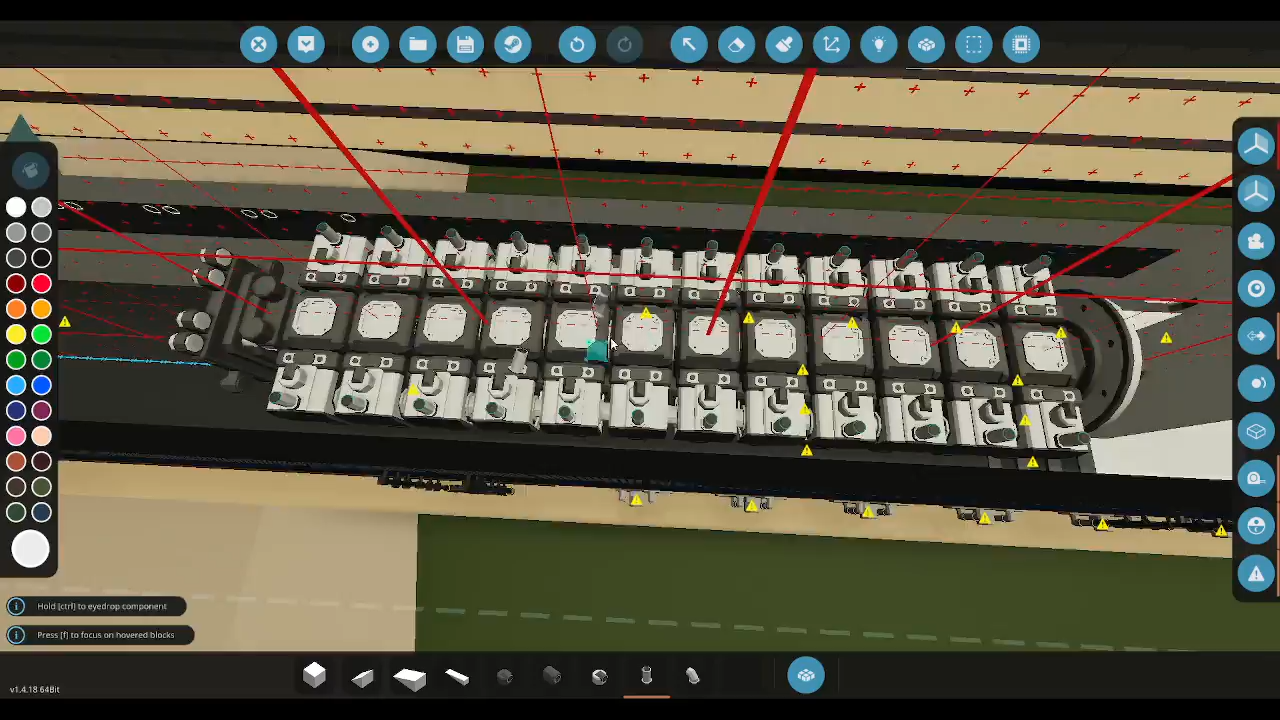 Hold [ctrl] to eyedrop component
Press [f] to focus on hovered blocks
v1.4.18 64Bit